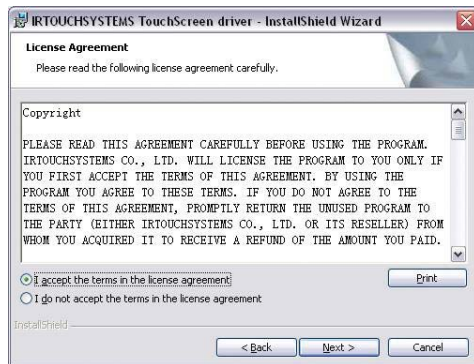 IRTOUCHSYSTEMS TouchScreen driver - InstallShield Wizard
License Agreement
Please read the following license agreement carefully.
Copyright
PLEASE READ THIS AGREEMENT CAREFULLY BEFORE USING THE PROGRAM.
IRTOUCHSYSTEMS CO., LTD. WILL LICENSE THE PROGRAM TO YOU ONLY IF
YOU FIRST ACCEPT THE TERMS OF THIS AGREEMENT. BY USING THE
PROGRAM YOU AGREE TO THESE TERMS. IF YOU DO NOT AGREE TO THE
TERMS OF THIS AGREEMENT, PROMPTLY RETURN THE UNUSED PROGRAM TO
THE PARTY (EITHER IRTOUCHSYSTEMS CO., LTD. OR ITS RESELLER) FROM
WHOM YOU ACQUIRED IT TO RECEIVE A REFUND OF THE AMOUNT YOU PAID.
I accept the terms in the license agreement
Print
I do not accept the terms in the license agreement
InstallShield
< Back
Next >
Cancel